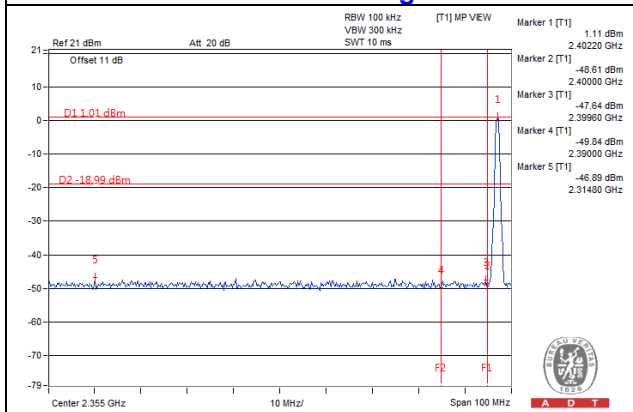 RBW 100 kHz
[T1] MP VIEW
VBW 300 kHz
Ref 21 dBm
Att 20 dB
SWT 10 ms
Marker 1 [T1]
1.11 dBm
2.40220 GHz
Marker 2 [T1]
-48.61 dBm
2.40000 GHz
Marker 3 [T1]
-47.64 dBm
2.39960 GHz
Marker 4 [T1]
-49.84 dBm
2.39000 GHz
Marker 5 [T1]
-46.89 dBm
2.31480 GHz
21
Offset 11 dB
10
1
D1 1.01 dBm
0
-10
D2 -18.99 dBm
-20
-30
-40
5
4
3
-50
-60
-70
F2
F1
-79
Center 2.355 GHz
10 MHz/
Span 100 MHz
BUREAU VERITAS
1828
A D T